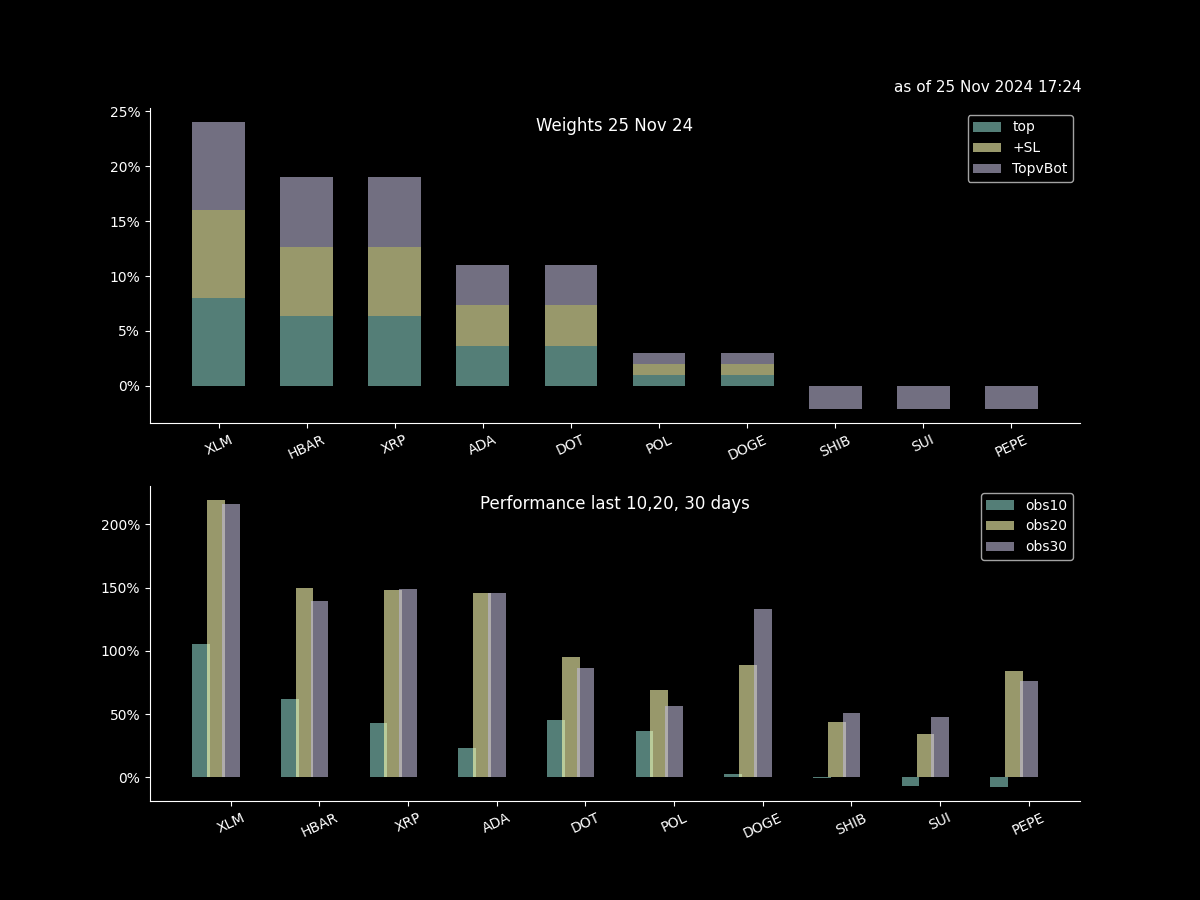 as of 25 Nov 2024 17:24
Weights 25 Nov 24
top
+SL
TopvBot
25%
20%
15%
10%
5%
0%
XLM HBAR XRP ADA DOT POL DOGE SHIB SUI PEPE
Performance last 10,20, 30 days
obs10
obs20
obs30
200%
150%
100%
50%
0%
XLM HBAR XRP ADA DOT POL DOGE SHIB SUI PEPE